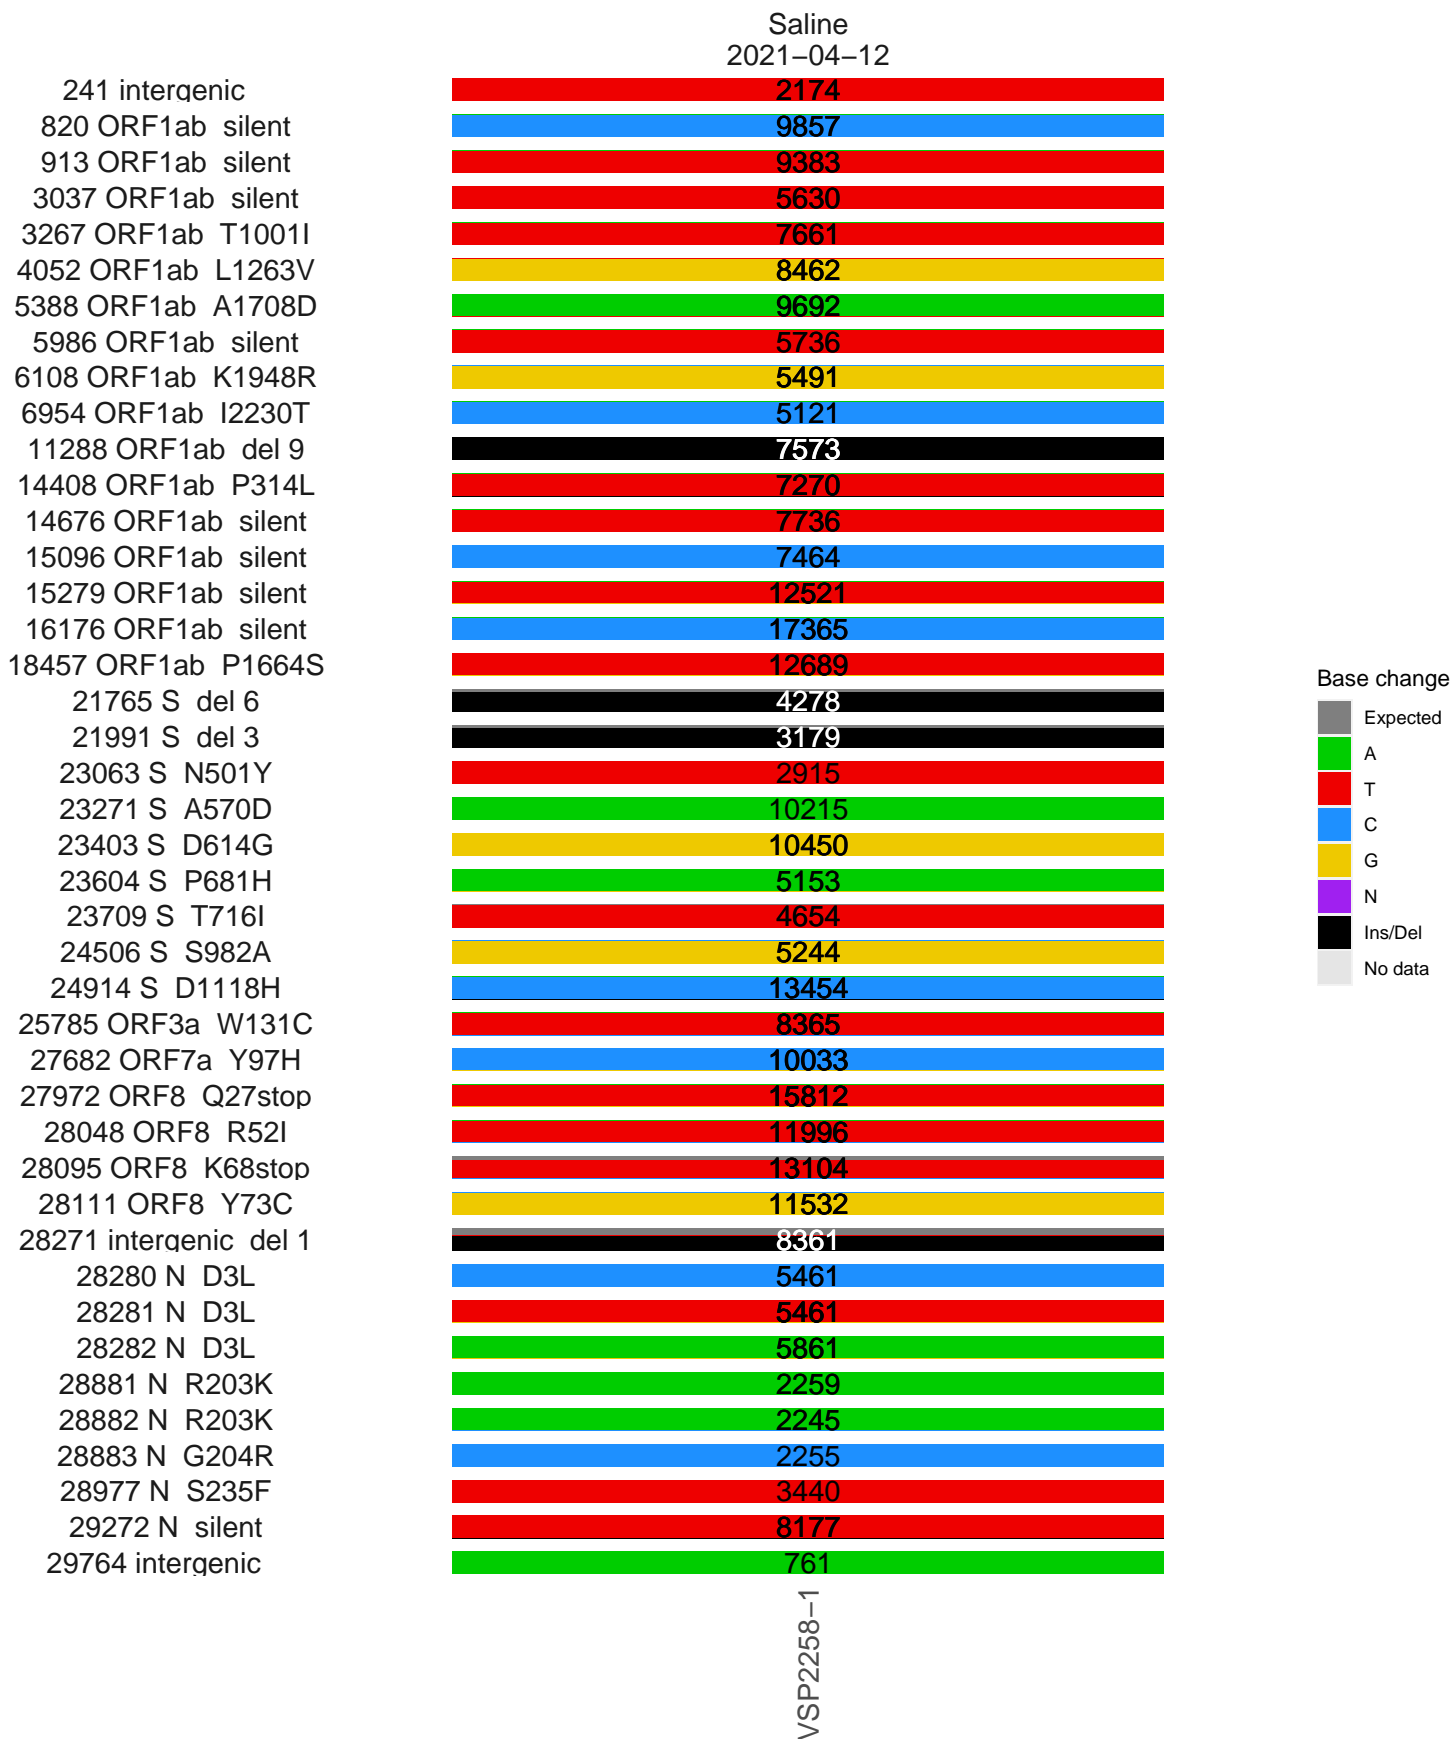 Saline
2021−04−12
241 intergenic 2174
820 ORF1ab silent 9857
913 ORF1ab silent 9383
3037 ORF1ab silent 5630
3267 ORF1ab T1001I 7661
4052 ORF1ab L1263V 8462
5388 ORF1ab A1708D 9692
5986 ORF1ab silent 5736
6108 ORF1ab K1948R 5491
6954 ORF1ab I2230T 5121
11288 ORF1ab del 9 7573
14408 ORF1ab P314L 7270
14676 ORF1ab silent 7736
15096 ORF1ab silent 7464
15279 ORF1ab silent 12521
16176 ORF1ab silent 17365
18457 ORF1ab P1664S 12689
21765 S del 6 4278
21991 S del 3 3179
23063 S N501Y 2915
23271 S A570D 10215
23403 S D614G 10450
23604 S P681H 5153
23709 S T716I 4654
24506 S S982A 5244
24914 S D1118H 13454
25785 ORF3a W131C 8365
27682 ORF7a Y97H 10033
27972 ORF8 Q27stop 15812
28048 ORF8 R52I 11996
28095 ORF8 K68stop 13104
28111 ORF8 Y73C 11532
28271 intergenic del 1 8361
28280 N D3L 5461
28281 N D3L 5461
28282 N D3L 5861
28881 N R203K 2259
28882 N R203K 2245
28883 N G204R 2255
28977 N S235F 3440
29272 N silent 8177
29764 intergenic 761
VSP2258−1
Base change
Expected
A
T
C
G
N
Ins/Del
No data